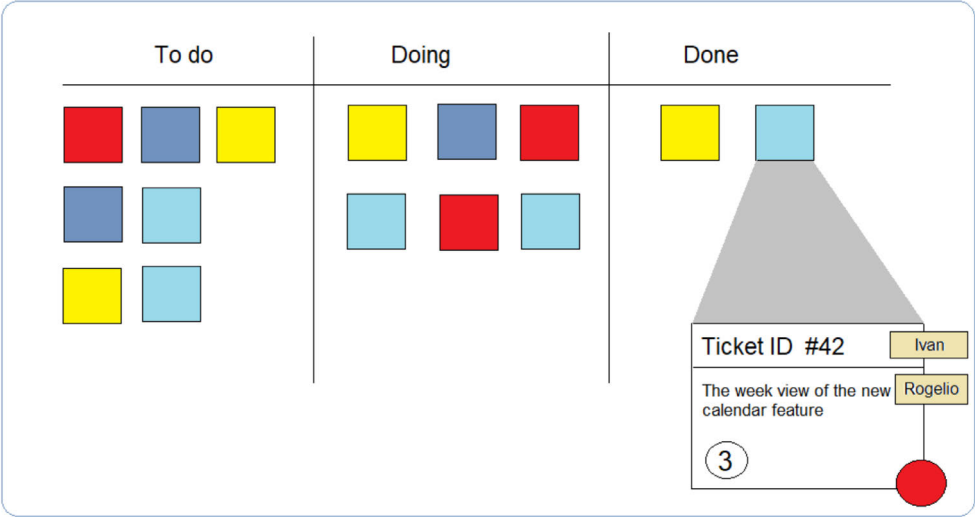 To do
Doing
Done
Ticket ID  #42
Ivan
The week view of the new
calendar feature
Rogelio
3